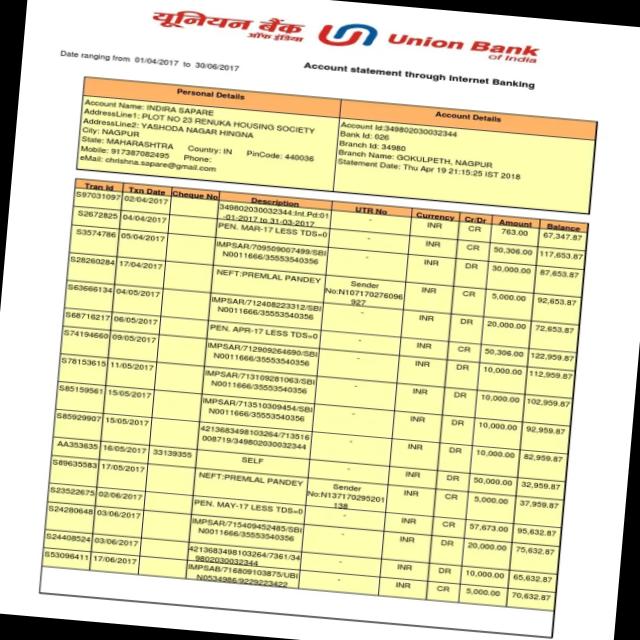 यूनियन बैंक
ऑफ इंडिया
Union Bank
of India
Date ranging from 01/04/2017 to 30/06/2017
Account statement through Internet Banking
Personal Details
Account Name: INDIRA SAPARE
AddressLine1: PLOT NO 23 RENUKA HOUSING SOCIETY
AddressLine2: YASHODA NAGAR HINGNA
City: NAGPUR
State: MAHARASHTRA Country: IN PinCode: 440036
Mobile: 917387082495 Phone:
eMail: chrishna.sapare@gmail.com
Account Details
Account Id:349802030032344
Bank Id: 026
Branch Id: 34980
Branch Name: GOKULPETH, NAGPUR
Statement Date: Thu Apr 19 21:15:25 IST 2018
Tran Id Txn Date Cheque No Description UTR No Currency Cr/Dr Amount Balance
S97031097 02/04/2017 349802030032344:Int.Pd:01 - INR CR 763.00 67,347.87
-01-2017 to 31-03-2017
S2672825 04/04/2017 PEN. MAR-17 LESS TDS=0 - INR CR 50,306.00 117,653.87
S3574786 05/04/2017 IMPSAR/709509007499/SBI - INR DR 30,000.00 87,653.87
N0011666/35553540356
S28260284 17/04/2017 NEFT:PREMLAL PANDEY Sender INR CR 5,000.00 92,653.87
No:N107170276096
927
S63666134 04/05/2017 IMPSAR/712408223312/SBI - INR DR 20,000.00 72,653.87
N0011666/35553540356
S68716217 06/05/2017 PEN. APR-17 LESS TDS=0 - INR CR 50,306.00 122,959.87
S74194660 09/05/2017 IMPSAR/712909264690/SBI - INR DR 10,000.00 112,959.87
N0011666/35553540356
S78153615 11/05/2017 IMPSAR/713109281063/SBI - INR DR 10,000.00 102,959.87
N0011666/35553540356
S85159561 15/05/2017 IMPSAR/713510309454/SBI - INR DR 10,000.00 92,959.87
N0011666/35553540356
S85929907 15/05/2017 4213683498103264/713516 - INR DR 10,000.00 82,959.87
008719/349802030032344
AA353635 16/05/2017 33139355 SELF - INR DR 50,000.00 32,959.87
S89635583 17/05/2017 NEFT:PREMLAL PANDEY Sender INR CR 5,000.00 37,959.87
No:N137170295201
138
S23522675 02/06/2017 PEN. MAY-17 LESS TDS=0 - INR CR 57,673.00 95,632.87
S24280648 03/06/2017 IMPSAR/715409452485/SBI - INR DR 20,000.00 75,632.87
N0011666/35553540356
S24408524 03/06/2017 4213683498103264/7361/34 - INR DR 10,000.00 65,632.87
9802030032344
S53096411 17/06/2017 IMPSAB/716809103875/UBI - INR CR 5,000.00 70,632.87
N0534986/9229223422